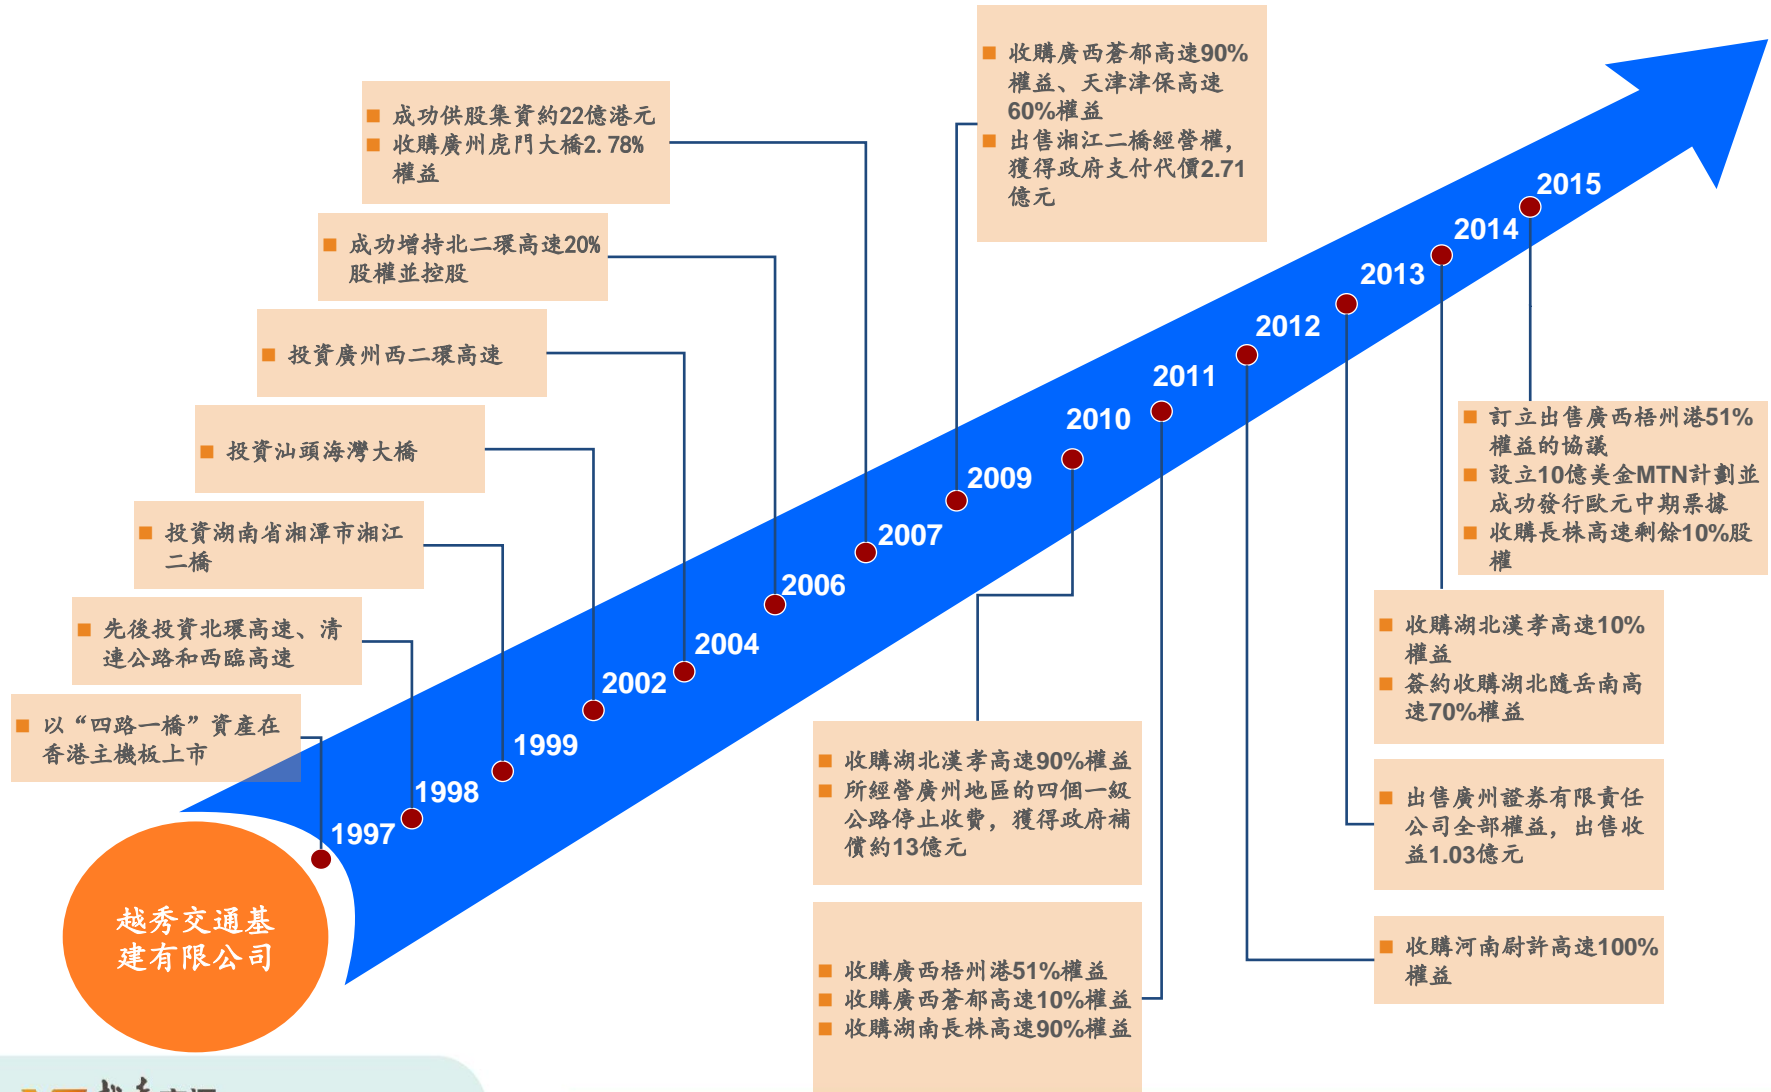 收購廣西蒼郁高速90%
權益、天津津保高速
60%權益
出售湘江二橋經營權,
獲得政府支付代價2.71
億元
成功供股集資約22億港元
收購廣州虎門大橋2.78%
權益
成功增持北二環高速20%
股權並控股
投資廣州西二環高速
投資汕頭海灣大橋
投資湖南省湘潭市湘江
二橋
先後投資北環高速、清
連公路和西臨高速
以“四路一橋”資產在
香港主機板上市
1997
1998
1999
2002
2004
2006
2007
2009
2010
2011
2012
2013
2014
2015
訂立出售廣西梧州港51%
權益的協議
設立10億美金MTN計劃並
成功發行歐元中期票據
收購長株高速剩餘10%股
權
收購湖北漢孝高速10%
權益
簽約收購湖北隨岳南高
速70%權益
出售廣州證券有限責任
公司全部權益, 出售收
益1.03億元
收購河南尉許高速100%
權益
收購湖北漢孝高速90%權益
所經營廣州地區的四個一級
公路停止收費, 獲得政府補
償約13億元
收購廣西梧州港51%權益
收購廣西蒼郁高速10%權益
收購湖南長株高速90%權益
越秀交通基
建有限公司